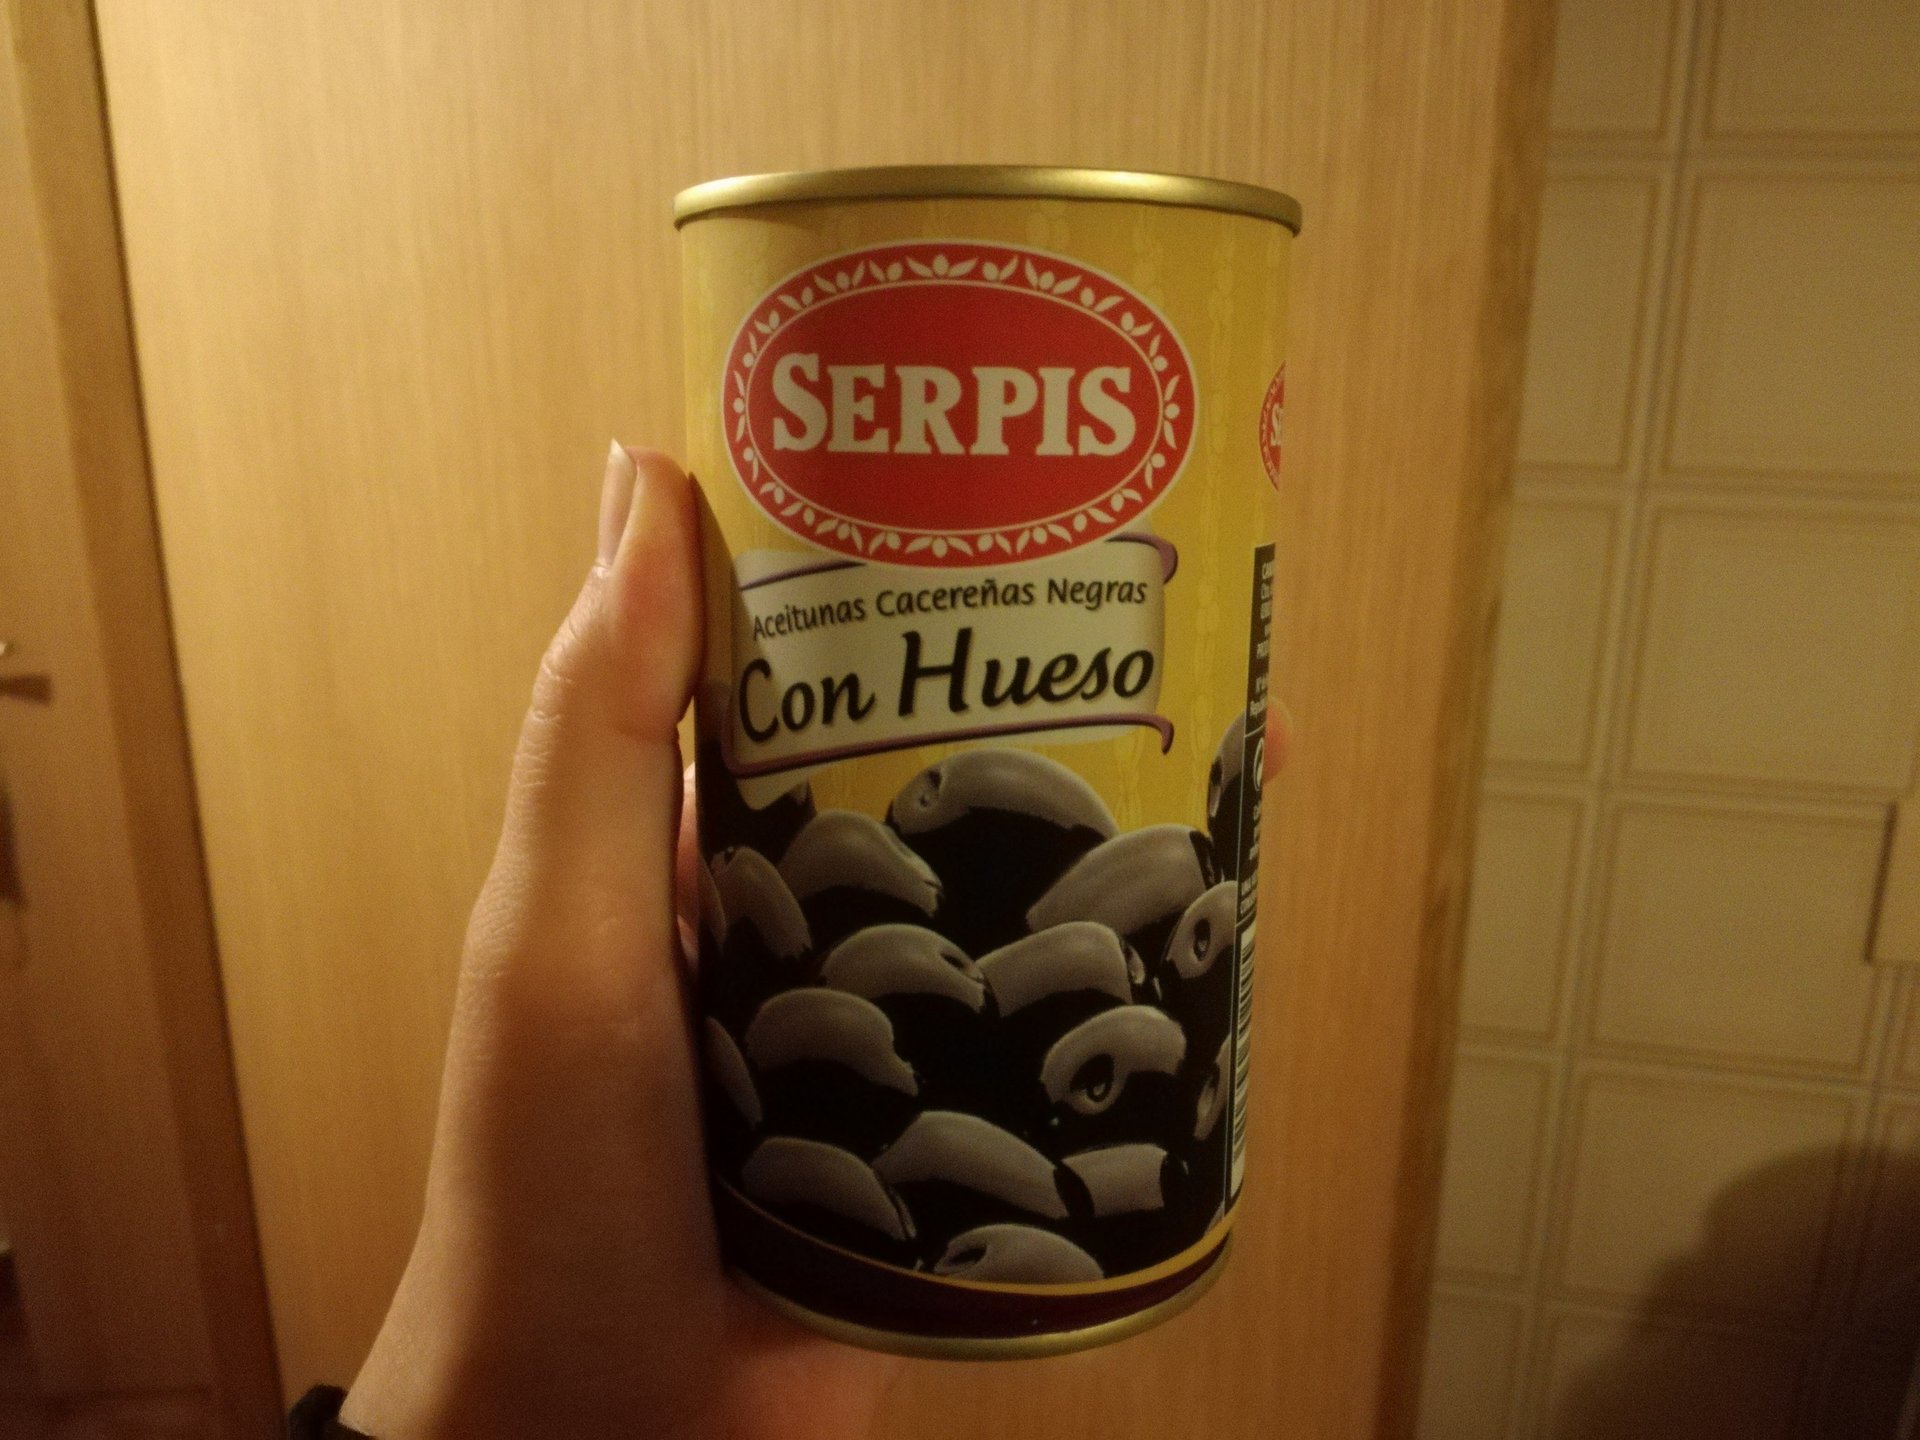 SERPIS
Aceitunas Cacereñas Negras
Con Hueso